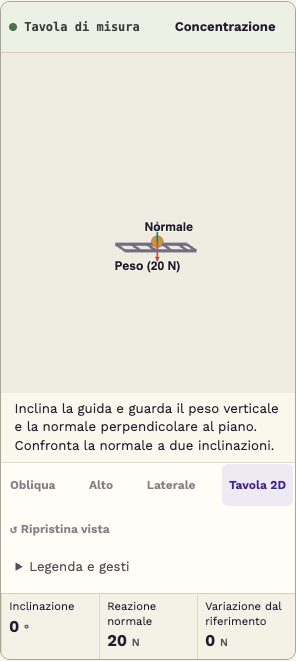 Tavola di misura
Concentrazione
Normale
Peso (20 N)
Inclina la guida e guarda il peso verticale
e la normale perpendicolare al piano.
Confronta la normale a due inclinazioni.
Obliqua Alto Laterale Tavola 2D
↺ Ripristina vista
▶ Legenda e gesti
Inclinazione
0 °
Reazione
normale
20 N
Variazione dal
riferimento
0 N